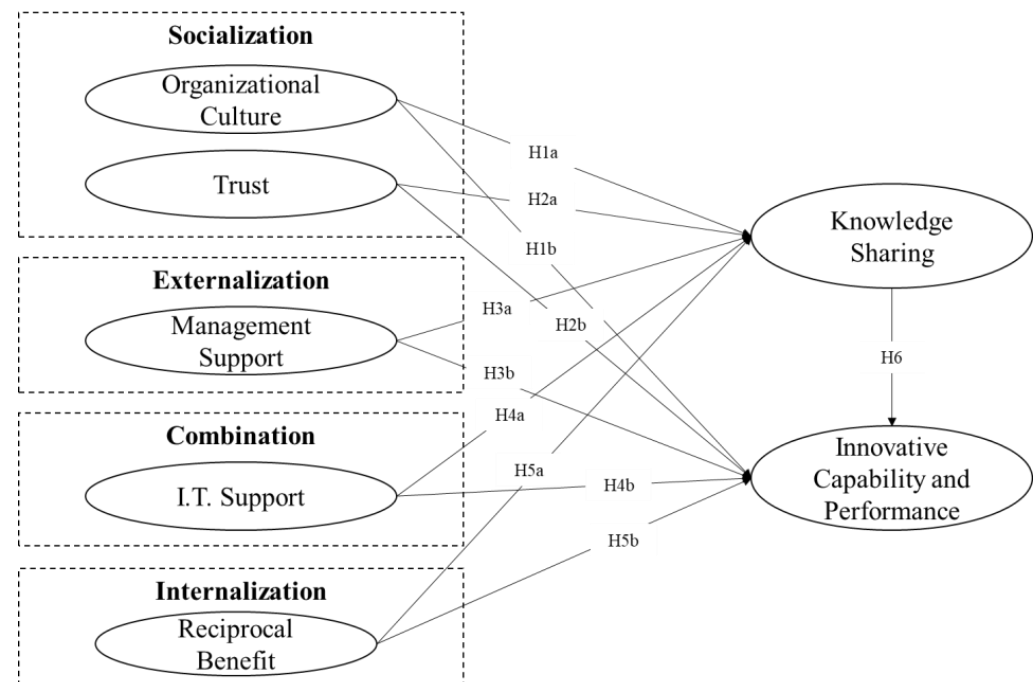 Socialization
Organizational
Culture
Trust
Externalization
Management
Support
Combination
I.T. Support
Internalization
Reciprocal
Benefit
H1a
H2a
H1b
H3a
H2b
H3b
H4a
H5a
H4b
H5b
Knowledge
Sharing
H6
Innovative
Capability and
Performance